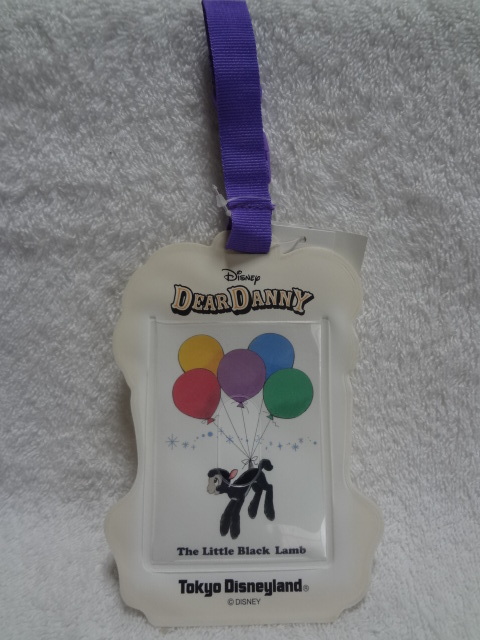 Disney
DEAR DANNY
The Little Black Lamb
Tokyo Disneyland®
© DISNEY